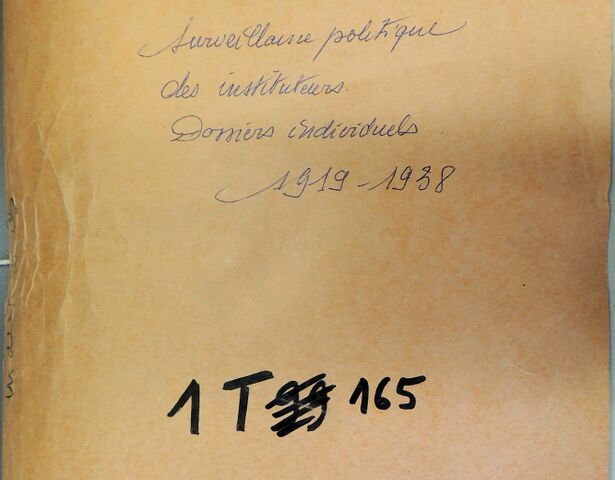 Surveillance politique
des instituteurs.
Dossiers individuels
1919-1938
1 T 165